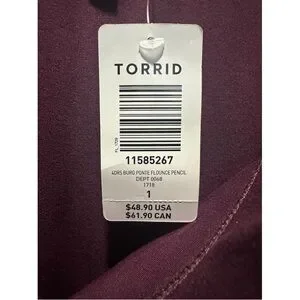 TORRID
11585267
4DRS BURG PONTE FLOUNCE PENCIL
DEPT 0068
1718
1
$48.90 USA
$61.90 CAN